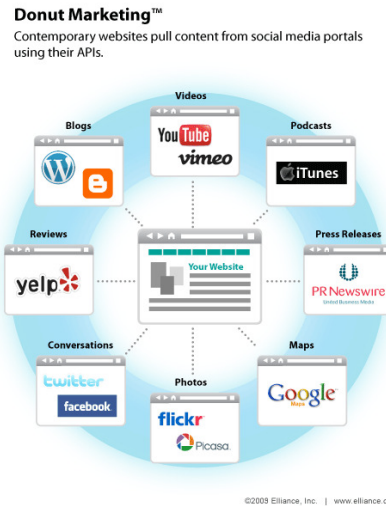 Donut Marketing™
Contemporary websites pull content from social media portals
using their APIs.
Videos
YouTube
vimeo
Blogs
Podcasts
iTunes
Reviews
yelp
Your Website
Press Releases
PR Newswire
United Business Media
Conversations
twitter
facebook
Photos
flickr
Picasa
Maps
Google
Maps
©2009 Elliance, Inc. | www.elliance.c